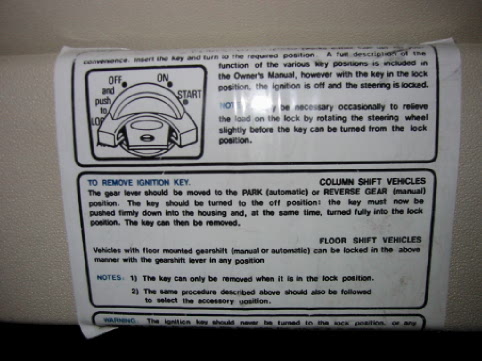 convenience. Insert the key and turn to the required position. A full description of the
function of the various key positions is included in
the Owner's Manual, however with the key in the lock
position, the ignition is off and the steering is locked.
OFF
ON
and
push
to
START
be necessary occasionally to relieve
the load on the lock by rotating the steering wheel
slightly before the key can be turned from the lock
position.
TO REMOVE IGNITION KEY. COLUMN SHIFT VEHICLES
The gear lever should be moved to the PARK (automatic) or REVERSE GEAR (manual)
position. The key should be turned to the off position: the key must now be
pushed firmly down into the housing and, at the same time, turned fully into the lock
position. The key can then be removed.
FLOOR SHIFT VEHICLES
Vehicles with floor mounted gearshift (manual or automatic) can be locked in the above
manner with the gearshift lever in any position
NOTES: 1) The key can only be removed when it is in the lock position.
2) The same procedure described above should also be followed
to select the accessory position.
WARNING: The ignition key should never be turned to the lock position, or any